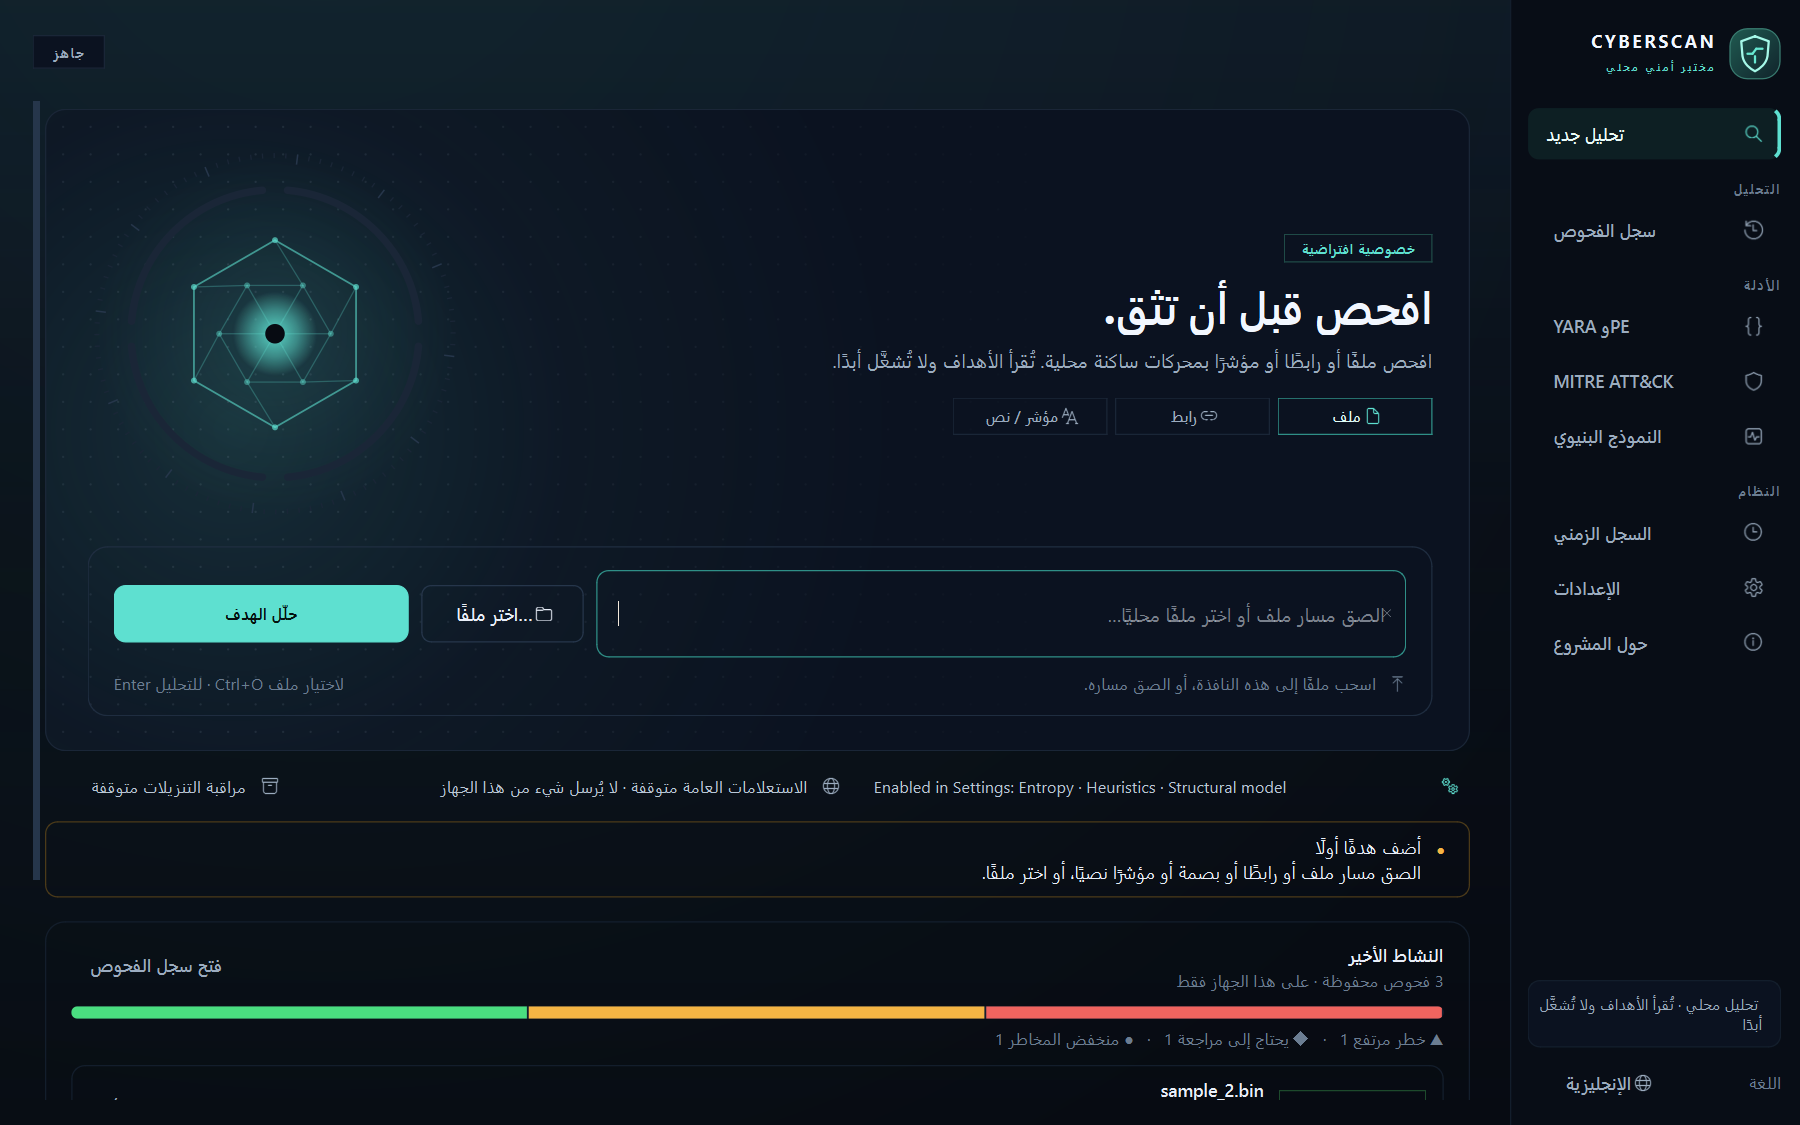 CYBERSCAN
مختبر أمني محلي
تحليل جديد
التحليل
سجل الفحوص
الأدلة
YARA وPE
MITRE ATT&CK
النموذج البنيوي
النظام
السجل الزمني
الإعدادات
حول المشروع
تحليل محلي · تُقرأ الأهداف ولا تُشغَّل
أبدًا
اللغة
الإنجليزية
جاهز
خصوصية افتراضية
افحص قبل أن تثق.
افحص ملفًا أو رابطًا أو مؤشرًا بمحركات ساكنة محلية. تُقرأ الأهداف ولا تُشغَّل أبدًا.
ملف
رابط
مؤشر / نص
الصق مسار ملف أو اختر ملفًا محليًا...
اختر ملفًا...
حلّل الهدف
اسحب ملفًا إلى هذه النافذة، أو الصق مساره.
Enter للتحليل · Ctrl+O لاختيار ملف
Enabled in Settings: Entropy · Heuristics · Structural model
الاستعلامات العامة متوقفة · لا يُرسل شيء من هذا الجهاز
مراقبة التنزيلات متوقفة
أضف هدفًا أولًا
الصق مسار ملف أو رابطًا أو بصمة أو مؤشرًا نصيًا، أو اختر ملفًا.
النشاط الأخير
3 فحوص محفوظة · على هذا الجهاز فقط
فتح سجل الفحوص
▲ خطر مرتفع 1 · ◆ يحتاج إلى مراجعة 1 · ● منخفض المخاطر 1
sample_2.bin